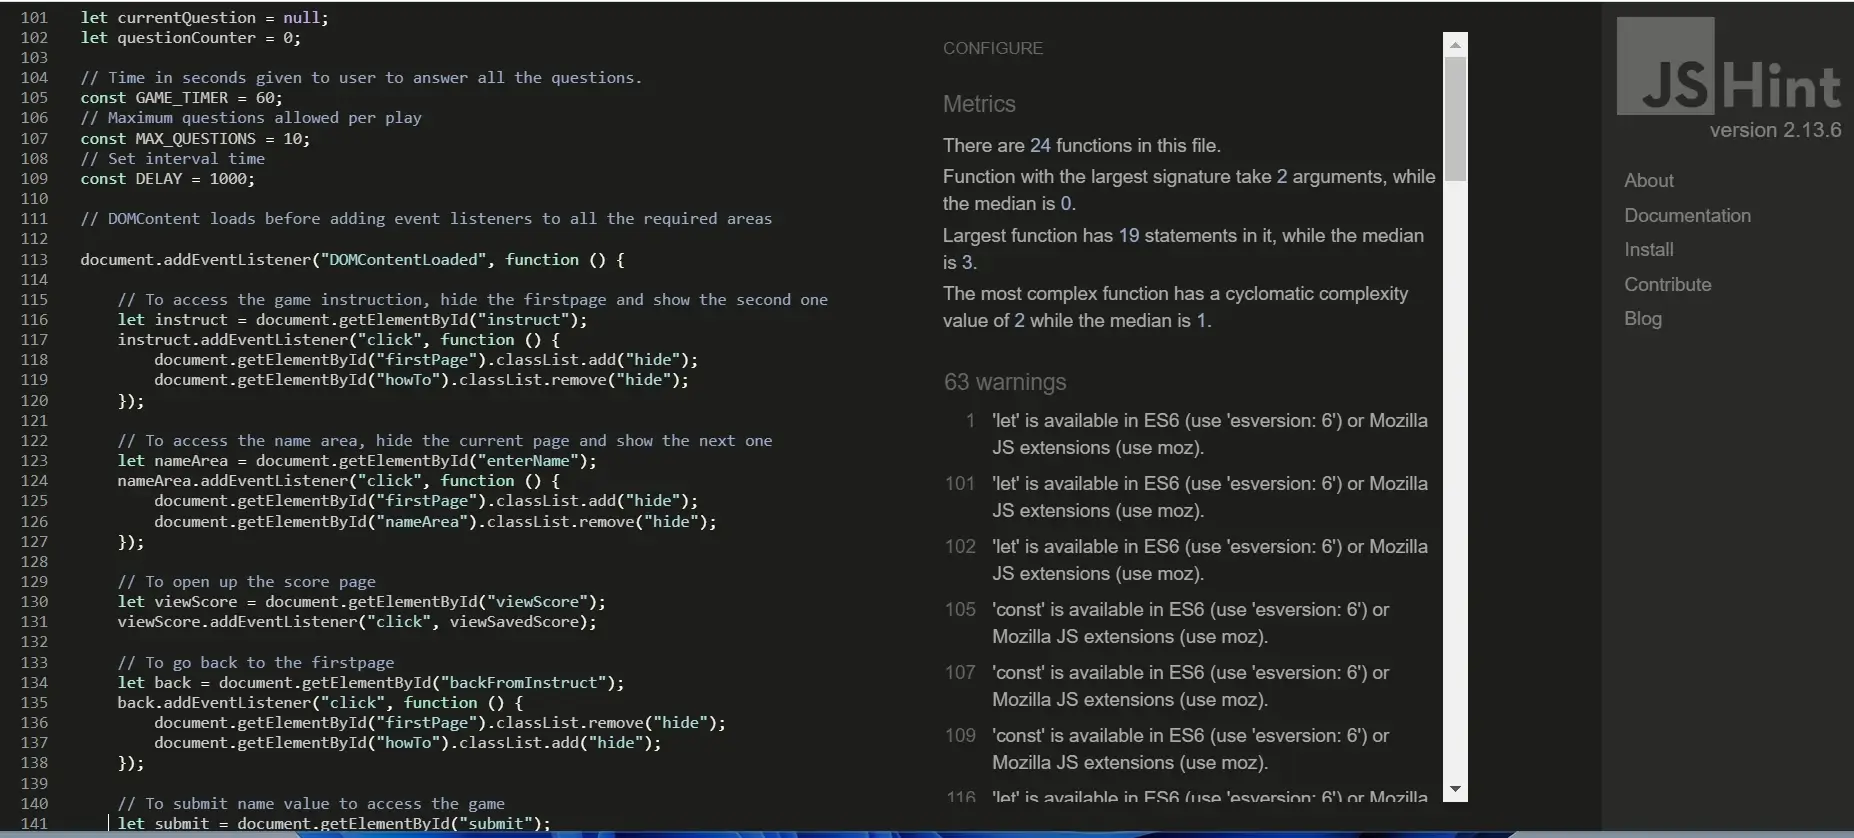 101 let currentQuestion = null;
102 let questionCounter = 0;
103
104 // Time in seconds given to user to answer all the questions.
105 const GAME_TIMER = 60;
106 // Maximum questions allowed per play
107 const MAX_QUESTIONS = 10;
108 // Set interval time
109 const DELAY = 1000;
110
111 // DOMContent loads before adding event listeners to all the required areas
112
113 document.addEventListener("DOMContentLoaded", function () {
114
115     // To access the game instruction, hide the firstpage and show the second one
116     let instruct = document.getElementById("instruct");
117     instruct.addEventListener("click", function () {
118         document.getElementById("firstPage").classList.add("hide");
119         document.getElementById("howTo").classList.remove("hide");
120     });
121
122     // To access the name area, hide the current page and show the next one
123     let nameArea = document.getElementById("enterName");
124     nameArea.addEventListener("click", function () {
125         document.getElementById("firstPage").classList.add("hide");
126         document.getElementById("nameArea").classList.remove("hide");
127     });
128
129     // To open up the score page
130     let viewScore = document.getElementById("viewScore");
131     viewScore.addEventListener("click", viewSavedScore);
132
133     // To go back to the firstpage
134     let back = document.getElementById("backFromInstruct");
135     back.addEventListener("click", function () {
136         document.getElementById("firstPage").classList.remove("hide");
137         document.getElementById("howTo").classList.add("hide");
138     });
139
140     // To submit name value to access the game
141     let submit = document.getElementById("submit");
CONFIGURE
Metrics
There are 24 functions in this file.
Function with the largest signature take 2 arguments, while
the median is 0.
Largest function has 19 statements in it, while the median
is 3.
The most complex function has a cyclomatic complexity
value of 2 while the median is 1.
63 warnings
1 'let' is available in ES6 (use 'esversion: 6') or Mozilla
JS extensions (use moz).
101 'let' is available in ES6 (use 'esversion: 6') or Mozilla
JS extensions (use moz).
102 'let' is available in ES6 (use 'esversion: 6') or Mozilla
JS extensions (use moz).
105 'const' is available in ES6 (use 'esversion: 6') or
Mozilla JS extensions (use moz).
107 'const' is available in ES6 (use 'esversion: 6') or
Mozilla JS extensions (use moz).
109 'const' is available in ES6 (use 'esversion: 6') or
Mozilla JS extensions (use moz).
116 'let' is available in ES6 (use 'esversion: 6') or Mozilla
JSHint
version 2.13.6
About
Documentation
Install
Contribute
Blog